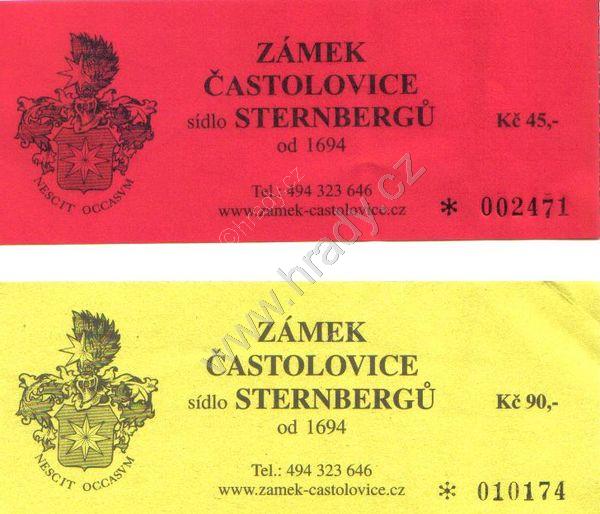 ZÁMEK
ČASTOLOVICE
sídlo STERNBERGŮ
od 1694
Kč 45,-
NESCIT OCCASVM
Tel.: 494 323 646
www.zamek-castolovice.cz
* 002471
©hrady.cz
www.hrady.cz
ZÁMEK
ČASTOLOVICE
sídlo STERNBERGŮ
od 1694
Kč 90,-
NESCIT OCCASVM
Tel.: 494 323 646
www.zamek-castolovice.cz
* 010174